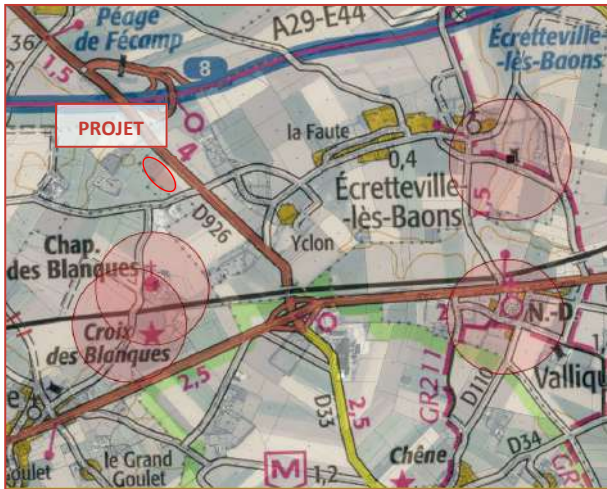 Péage
de Fécamp
36
1,5
A29-E44
8
Écretteville
-lès-Baons
PROJET
4
la Faute
0,4
Écretteville-
-lès-Baons
1,5
D926
Yclon
Chap.
des Blanques
Croix
des Blanques
2,5
2
N.-D.
GR211
D110
D33
2,5
D34
le Grand
Goulet
M
1,2
Chêne